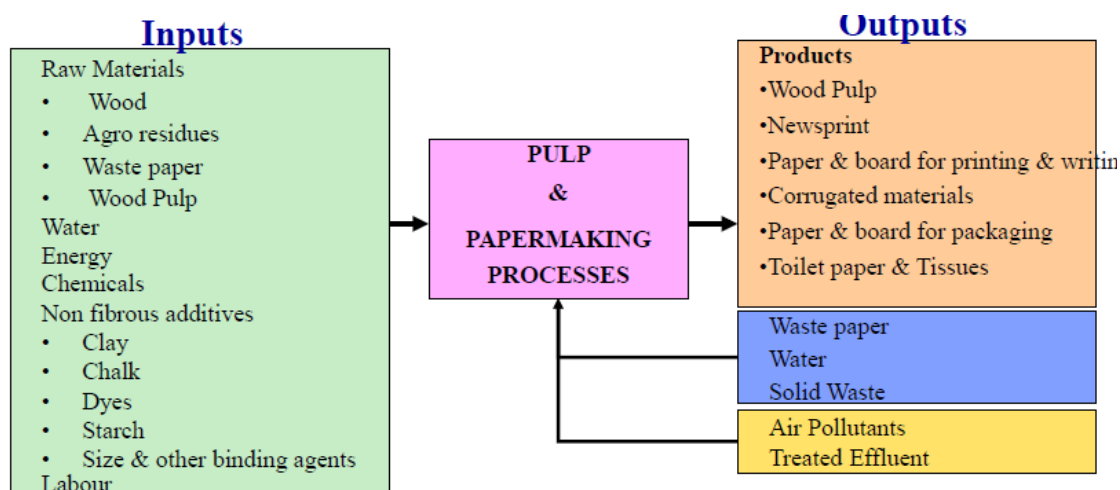 Inputs
Raw Materials
• Wood
• Agro residues
• Waste paper
• Wood Pulp
Water
Energy
Chemicals
Non fibrous additives
• Clay
• Chalk
• Dyes
• Starch
• Size & other binding agents
Labour
PULP
&
PAPERMAKING
PROCESSES
Outputs
Products
•Wood Pulp
•Newsprint
•Paper & board for printing & writin
•Corrugated materials
•Paper & board for packaging
•Toilet paper & Tissues
Waste paper
Water
Solid Waste
Air Pollutants
Treated Effluent